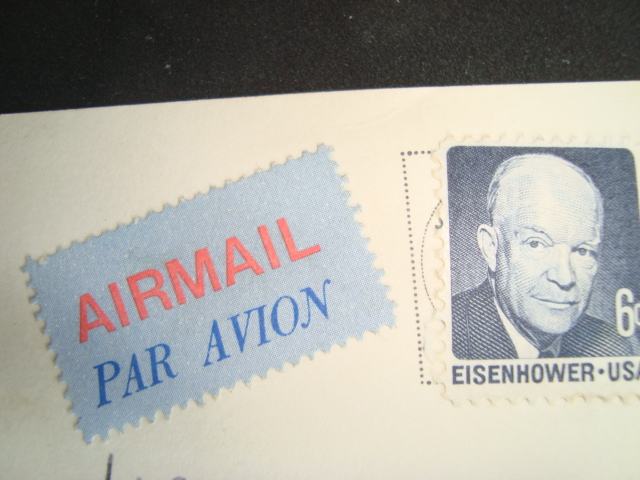 AIRMAIL
PAR AVION
6¢
EISENHOWER·USA